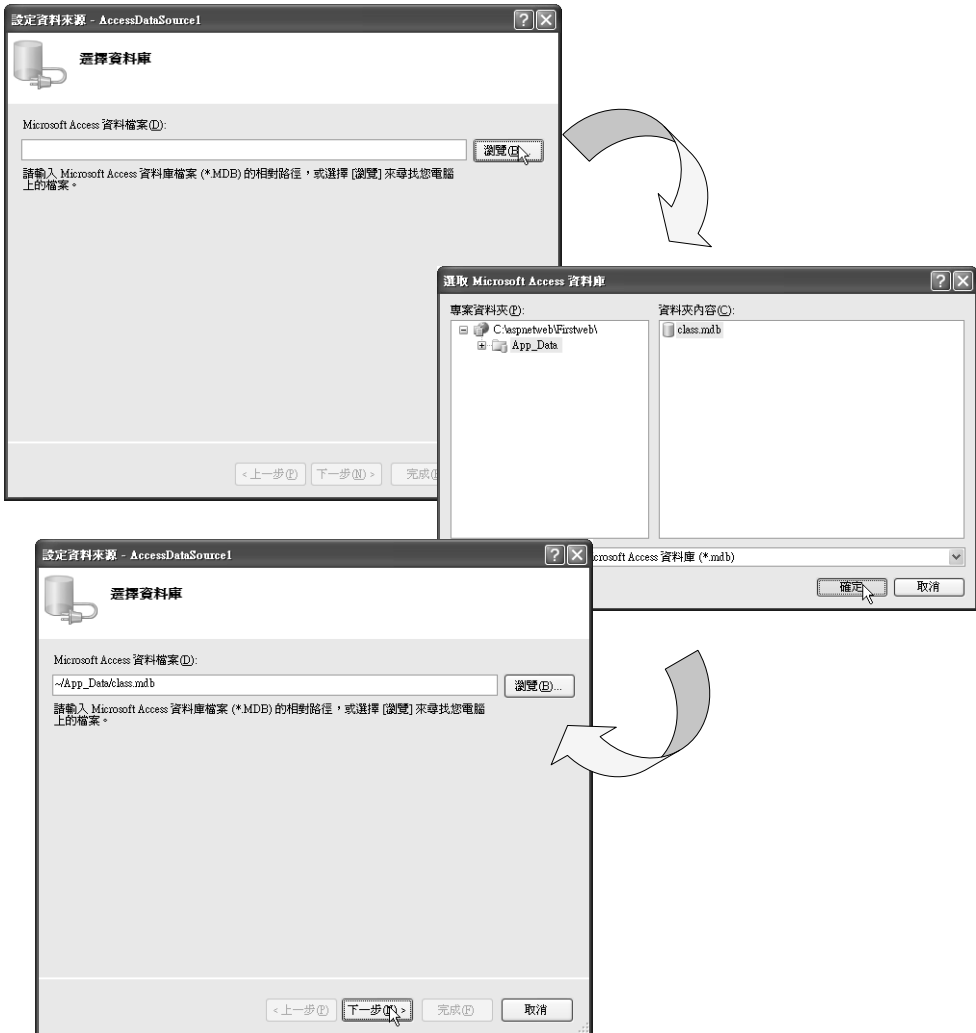 設定資料來源 - AccessDataSource1
選擇資料庫
Microsoft Access 資料檔案(D):
瀏覽(B)...
請輸入 Microsoft Access 資料庫檔案 (*.MDB) 的相對路徑，或選擇 [瀏覽] 來尋找您電腦
上的檔案。
<上一步(P)
下一步(N)>
完成(
選取 Microsoft Access 資料庫
專案資料夾(P):
資料夾內容(C):
C:\aspnetweb\Firstweb\
App_Data
class.mdb
crosoft Access 資料庫 (*.mdb)
確定
取消
設定資料來源 - AccessDataSource1
選擇資料庫
Microsoft Access 資料檔案(D):
~/App_Data/class.mdb
瀏覽(B)...
請輸入 Microsoft Access 資料庫檔案 (*.MDB) 的相對路徑，或選擇 [瀏覽] 來尋找您電腦
上的檔案。
<上一步(P)
下一步(N)>
完成(F)
取消